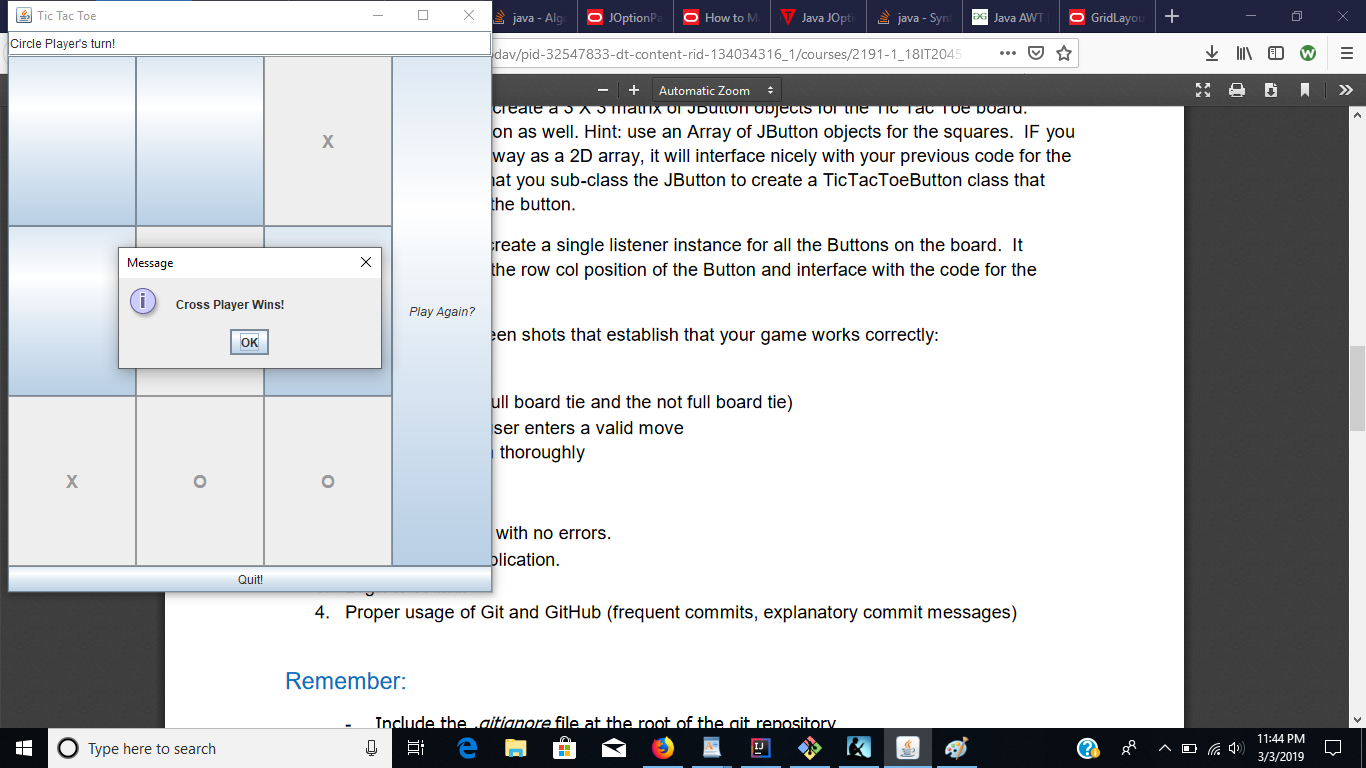 Tic Tac Toe
java - Algo
JOptionPa
How to Ma
Java JOpti
java - Synt
Java AWT
GridLayou
Circle Player's turn!
dav/pid-32547833-dt-content-rid-134034316_1/courses/2191-1_18IT2045
Automatic Zoom
create a 3 X 3 matrix of JButton objects for the Tic Tac Toe board.
on as well. Hint: use an Array of JButton objects for the squares. IF you
way as a 2D array, it will interface nicely with your previous code for the
at you sub-class the JButton to create a TicTacToeButton class that
the button.
X
create a single listener instance for all the Buttons on the board. It
the row col position of the Button and interface with the code for the
Message
Cross Player Wins!
OK
Play Again?
een shots that establish that your game works correctly:
ull board tie and the not full board tie)
ser enters a valid move
thoroughly
X O O
with no errors.
plication.
Quit!
4. Proper usage of Git and GitHub (frequent commits, explanatory commit messages)
Remember:
- Include the .gitignore file at the root of the git repository
Type here to search
11:44 PM
3/3/2019